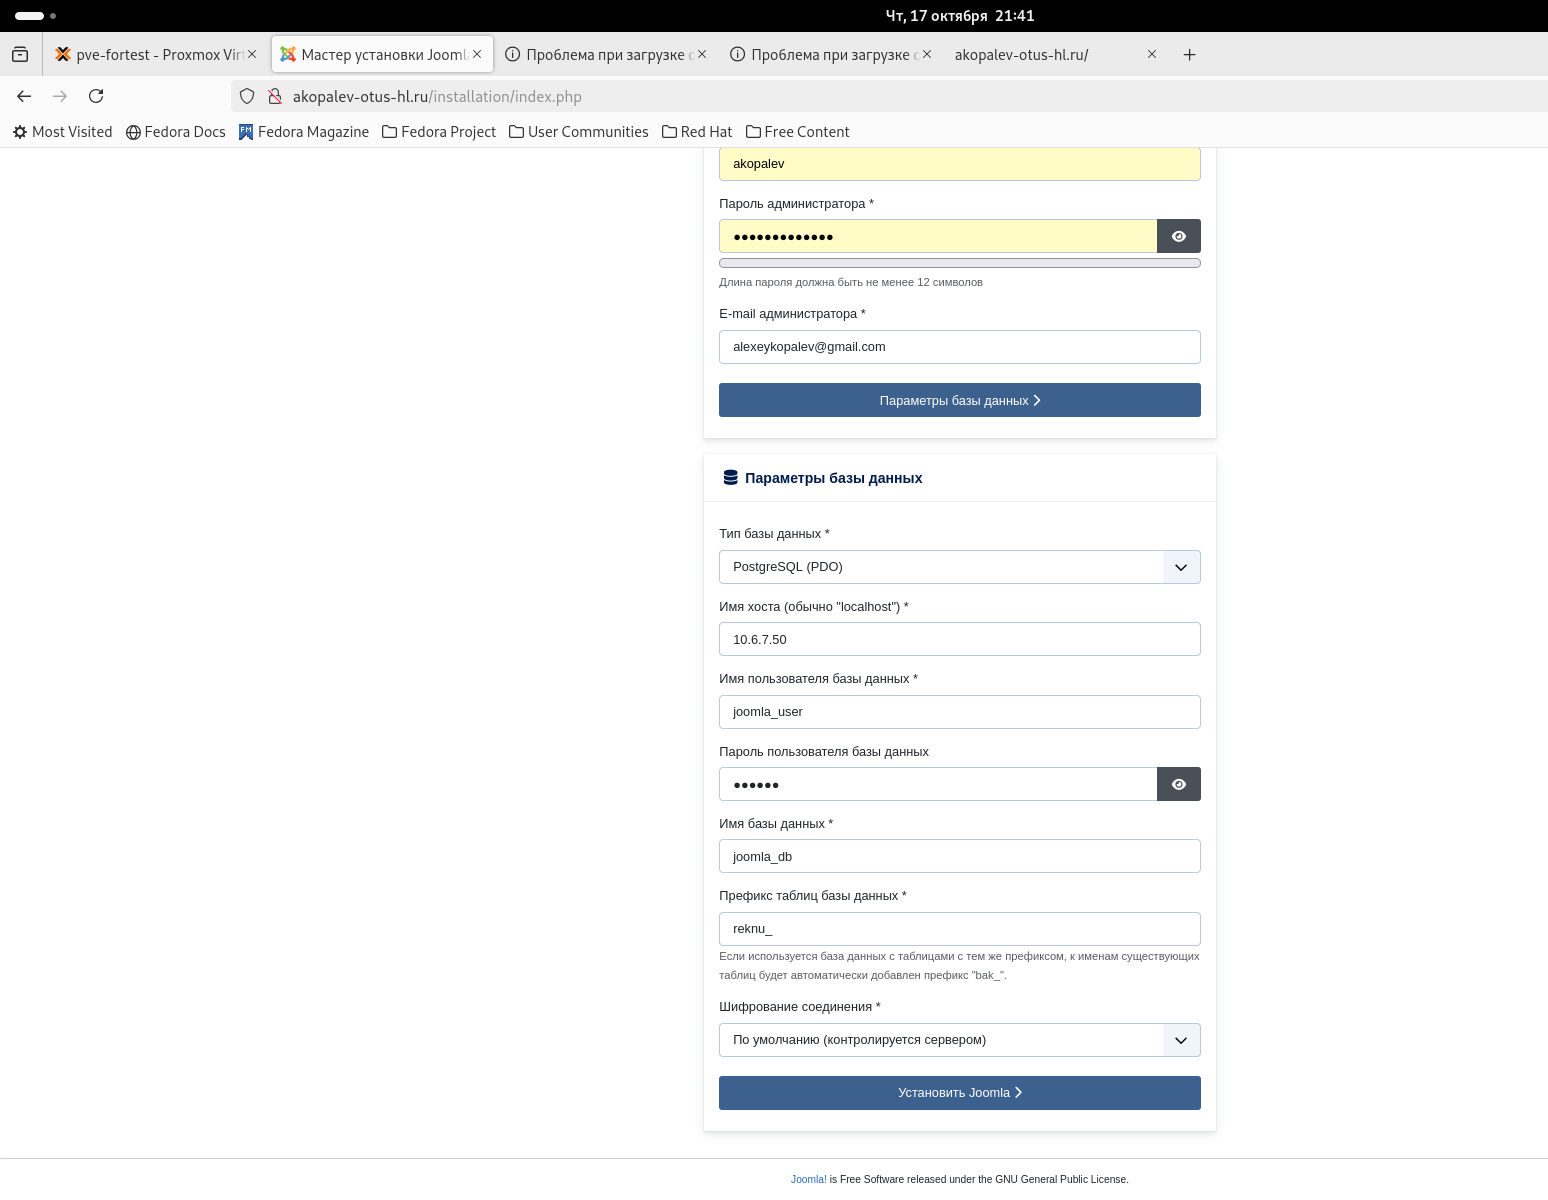 Чт, 17 октября 21:41
pve-fortest - Proxmox Vir
Мастер установки Jooml
Проблема при загрузке с
Проблема при загрузке с
akopalev-otus-hl.ru/
akopalev-otus-hl.ru/installation/index.php
Most Visited
Fedora Docs
Fedora Magazine
Fedora Project
User Communities
Red Hat
Free Content
akopalev
Пароль администратора *
●●●●●●●●●●●●●
Длина пароля должна быть не менее 12 символов
E-mail администратора *
alexeykopalev@gmail.com
Параметры базы данных
Параметры базы данных
Тип базы данных *
PostgreSQL (PDO)
Имя хоста (обычно "localhost") *
10.6.7.50
Имя пользователя базы данных *
joomla_user
Пароль пользователя базы данных
●●●●●●
Имя базы данных *
joomla_db
Префикс таблиц базы данных *
reknu_
Если используется база данных с таблицами с тем же префиксом, к именам существующих
таблиц будет автоматически добавлен префикс "bak_".
Шифрование соединения *
По умолчанию (контролируется сервером)
Установить Joomla
Joomla! is Free Software released under the GNU General Public License.